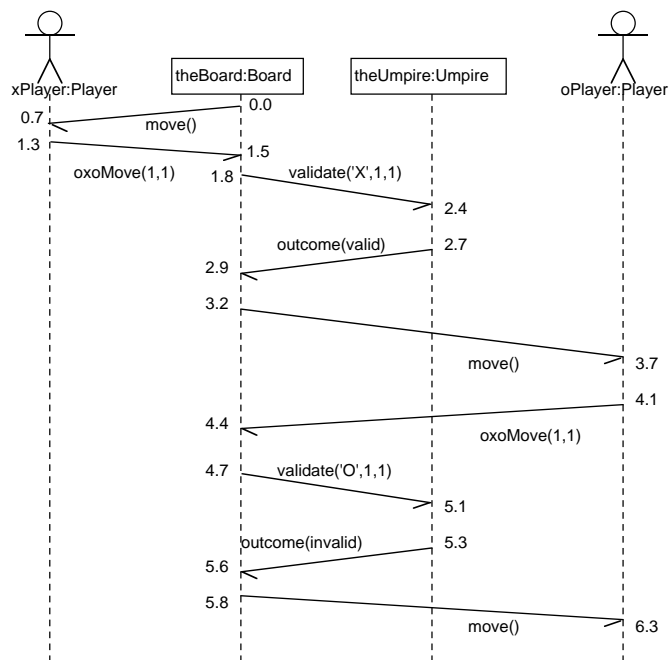 theBoard:Board
theUmpire:Umpire
xPlayer:Player
oPlayer:Player
0.0
0.7
move()
1.3
1.5
oxoMove(1,1)
1.8
validate('X',1,1)
2.4
outcome(valid)
2.7
2.9
3.2
move()
3.7
4.1
4.4
oxoMove(1,1)
4.7
validate('O',1,1)
5.1
outcome(invalid)
5.3
5.6
5.8
move()
6.3